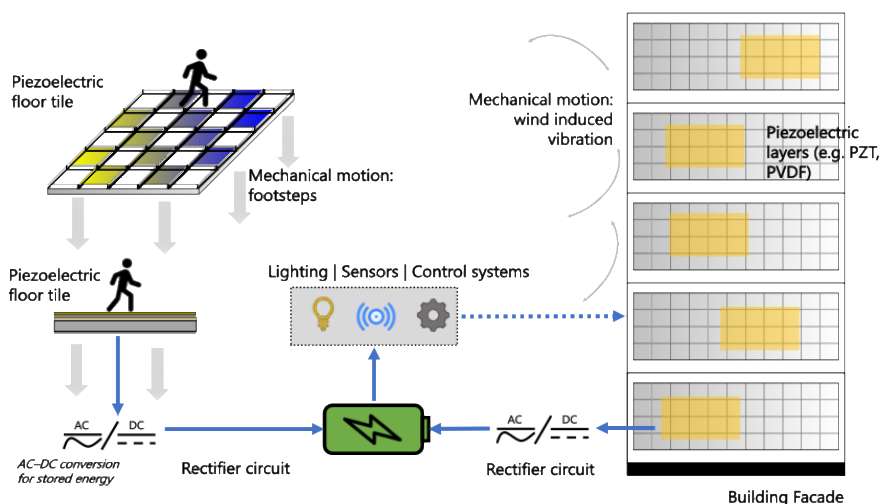 Piezoelectric
floor tile
Mechanical motion:
footsteps
Mechanical motion:
wind induced
vibration
Piezoelectric
layers (e.g. PZT,
PVDF)
Piezoelectric
floor tile
Lighting | Sensors | Control systems
AC
DC
AC–DC conversion
for stored energy
Rectifier circuit
AC
DC
Rectifier circuit
Building Facade